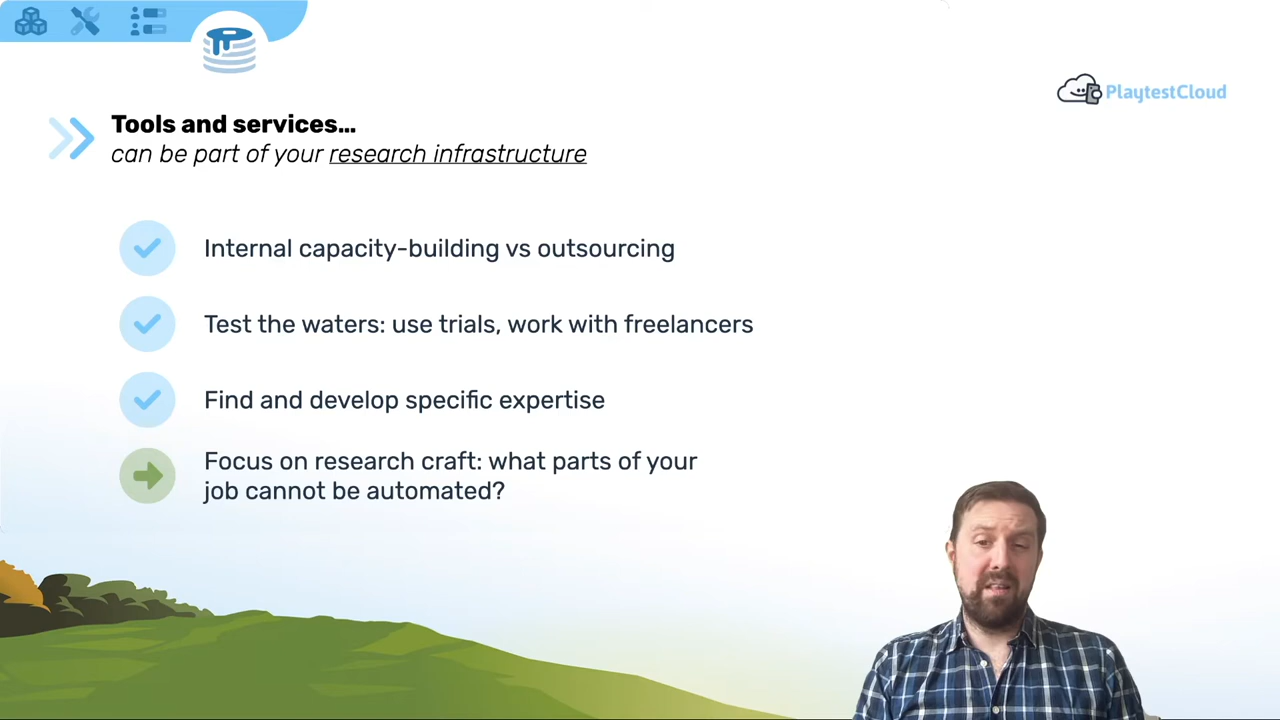 PlaytestCloud
Tools and services...
can be part of your research infrastructure
Internal capacity-building vs outsourcing
Test the waters: use trials, work with freelancers
Find and develop specific expertise
Focus on research craft: what parts of your
job cannot be automated?